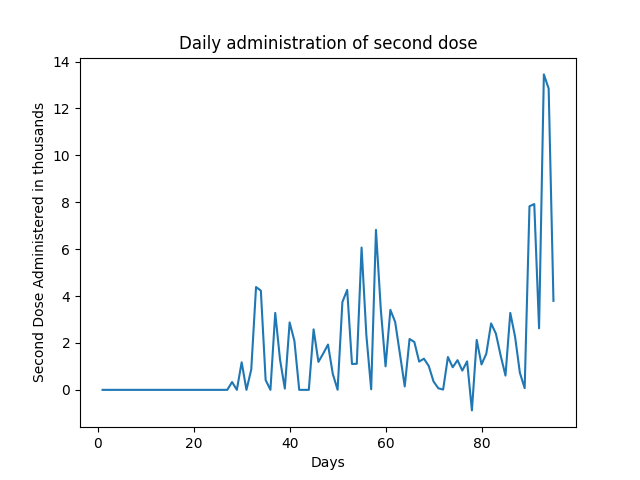 Daily administration of second dose
Second Dose Administered in thousands
14
12
10
8
6
4
2
0
0 20 40 60 80
Days